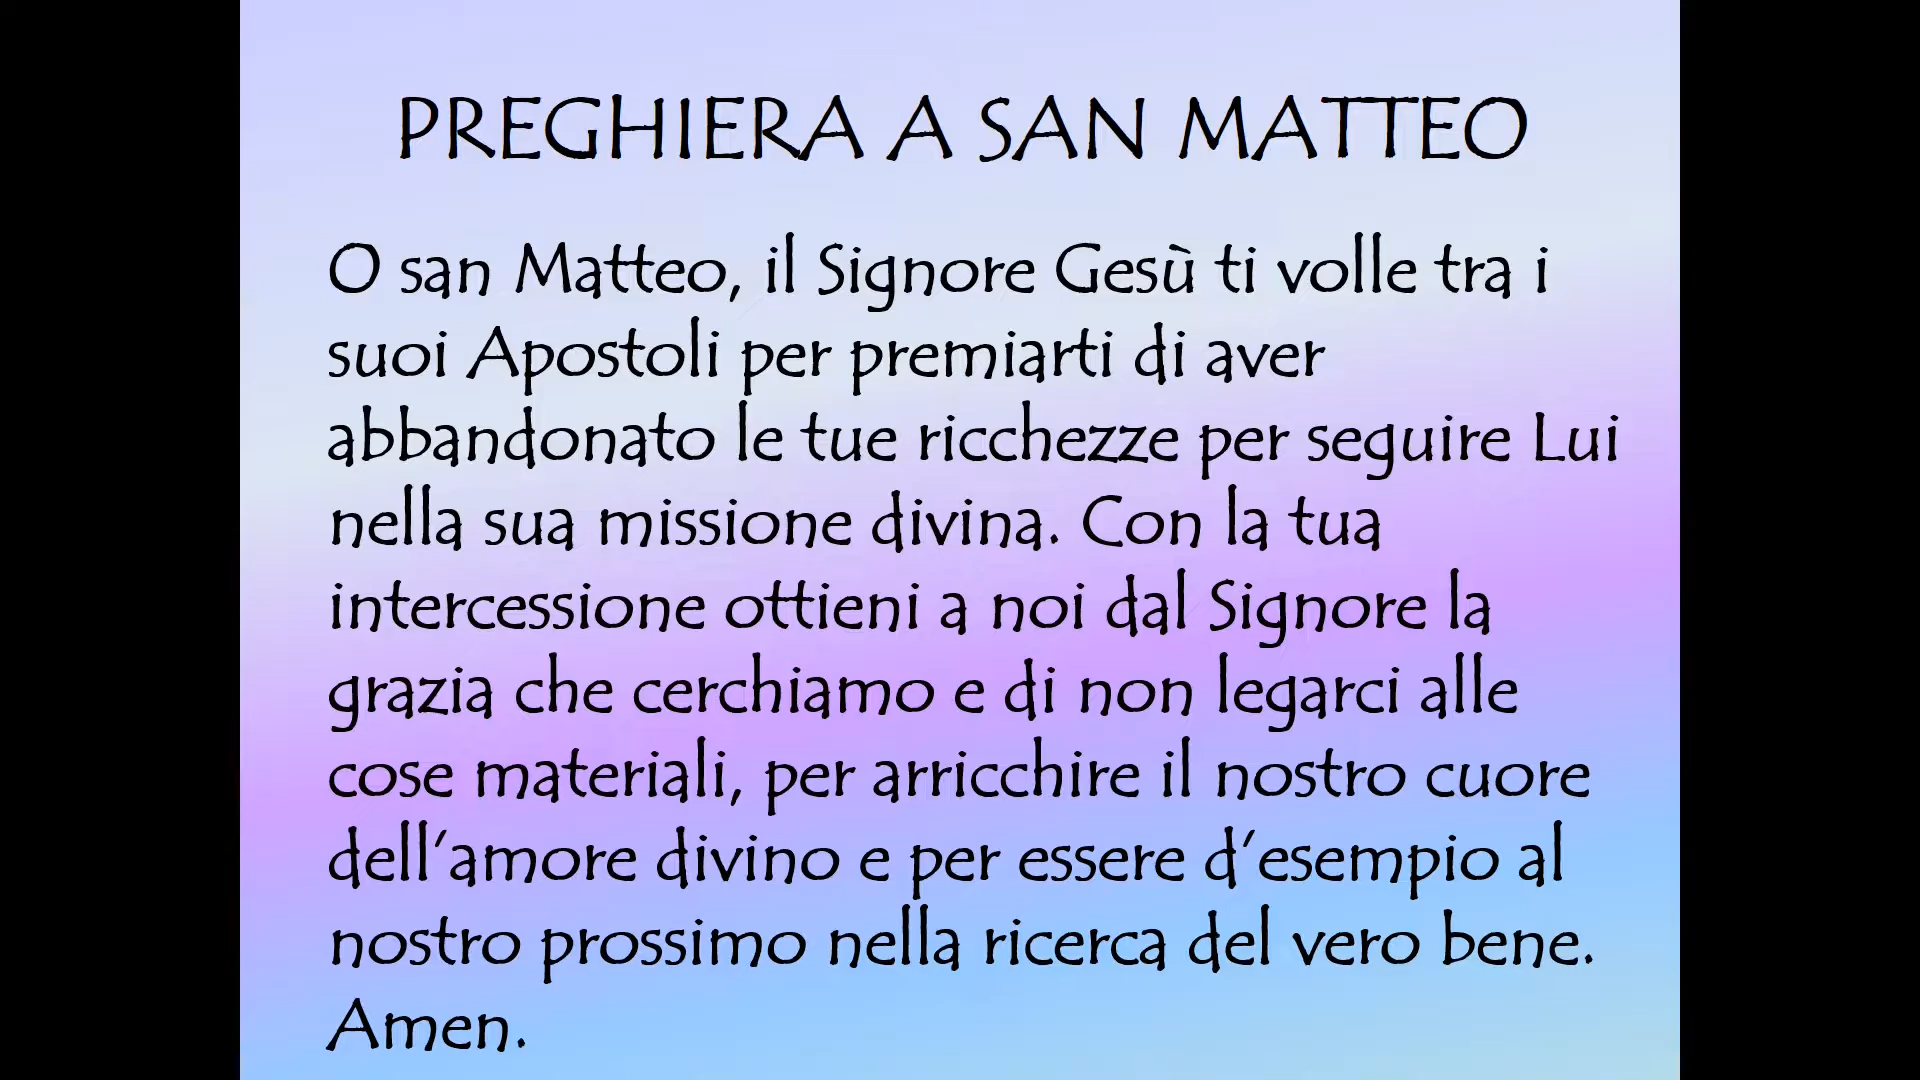 PREGHIERA A SAN MATTEO
O san Matteo, il Signore Gesù ti volle tra i
suoi Apostoli per premiarti di aver
abbandonato le tue ricchezze per seguire Lui
nella sua missione divina. Con la tua
intercessione ottieni a noi dal Signore la
grazia che cerchiamo e di non legarci alle
cose materiali, per arricchire il nostro cuore
dell’amore divino e per essere d’esempio al
nostro prossimo nella ricerca del vero bene.
Amen.